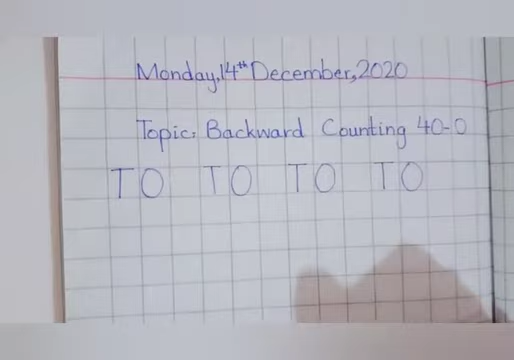 Monday,14th December,2020
Topic: Backward Counting 40-0
TO TO TO TO